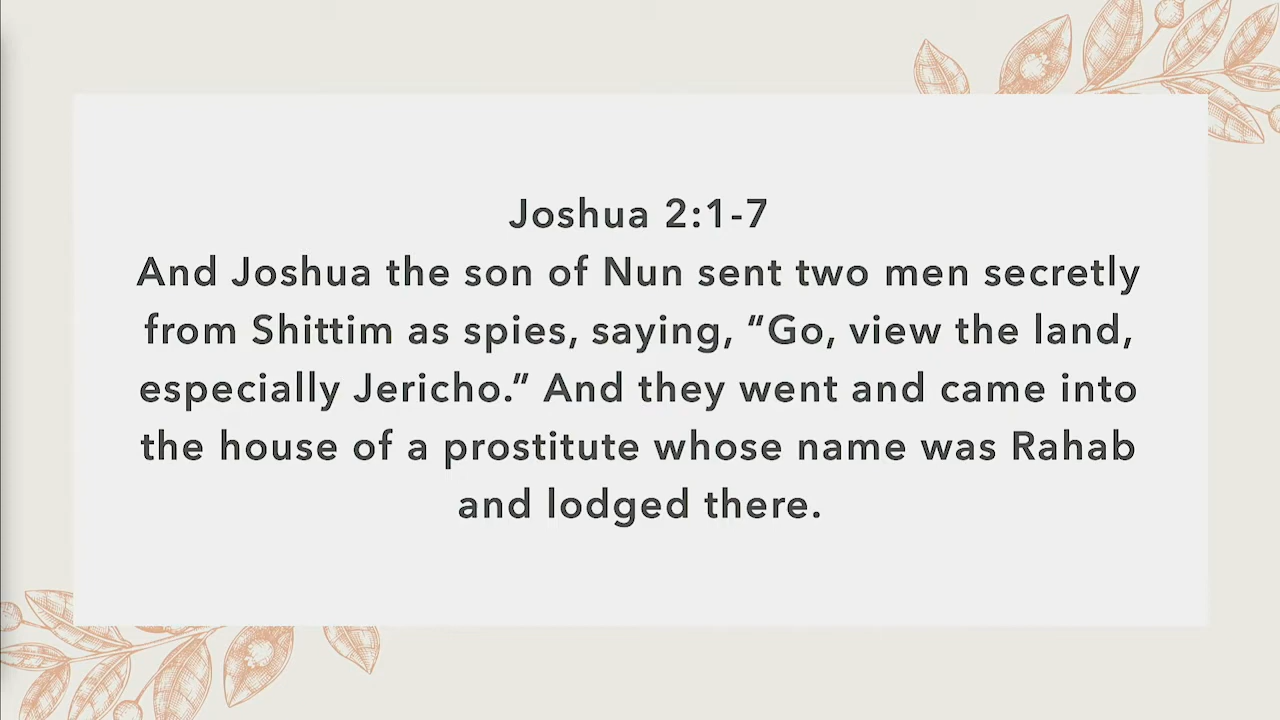 Joshua 2:1-7
And Joshua the son of Nun sent two men secretly
from Shittim as spies, saying, “Go, view the land,
especially Jericho.” And they went and came into
the house of a prostitute whose name was Rahab
and lodged there.